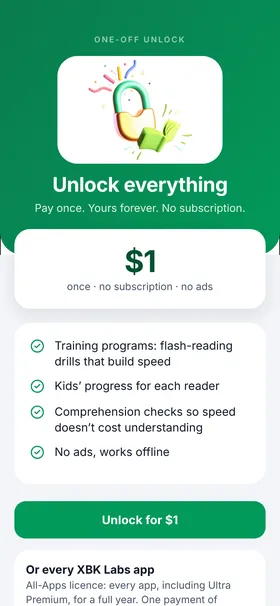 ONE-OFF UNLOCK
Unlock everything
Pay once. Yours forever. No subscription.
$1
once · no subscription · no ads
Training programs: flash-reading
drills that build speed
Kids’ progress for each reader
Comprehension checks so speed
doesn’t cost understanding
No ads, works offline
Unlock for $1
Or every XBK Labs app
All-Apps licence: every app, including Ultra
Premium, for a full year. One payment of